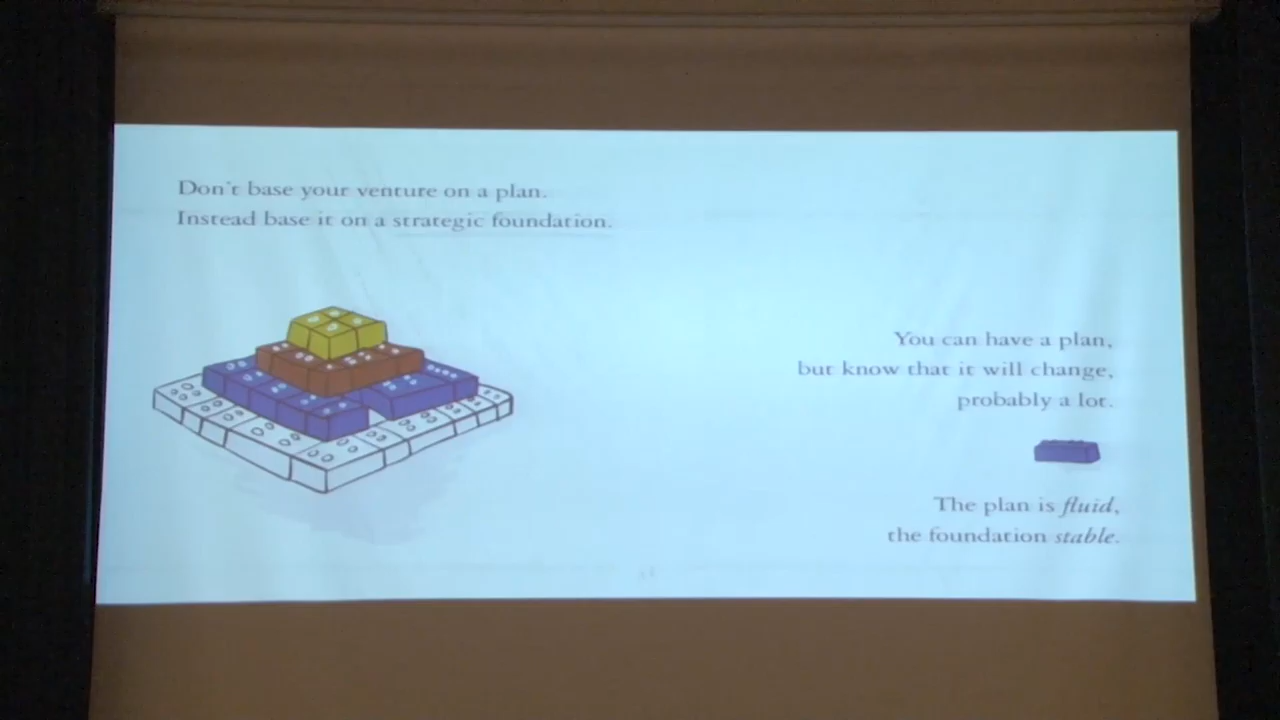 Don't base your venture on a plan.
Instead base it on a strategic foundation.
You can have a plan,
but know that it will change,
probably a lot.
The plan is fluid,
the foundation stable.